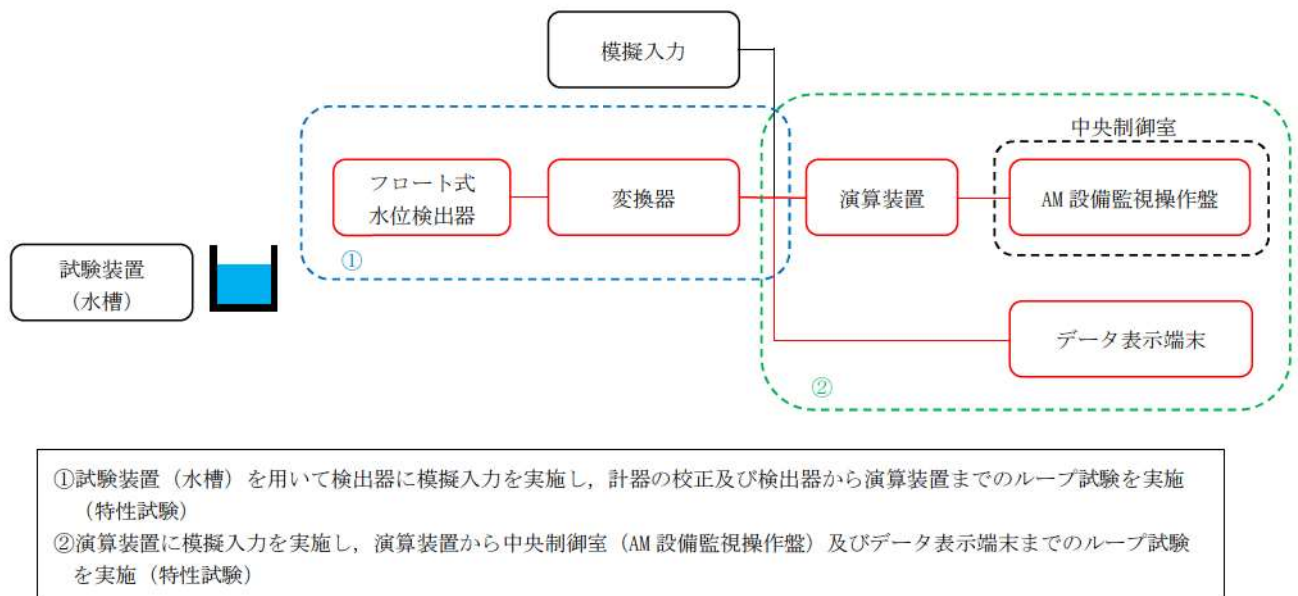 模擬入力
中央制御室
フロート式
水位検出器
変換器
演算装置
AM 設備監視操作盤
①
試験装置
（水槽）
データ表示端末
②
①試験装置（水槽）を用いて検出器に模擬入力を実施し，計器の校正及び検出器から演算装置までのループ試験を実施
（特性試験）
②演算装置に模擬入力を実施し，演算装置から中央制御室（AM 設備監視操作盤）及びデータ表示端末までのループ試験
を実施（特性試験）